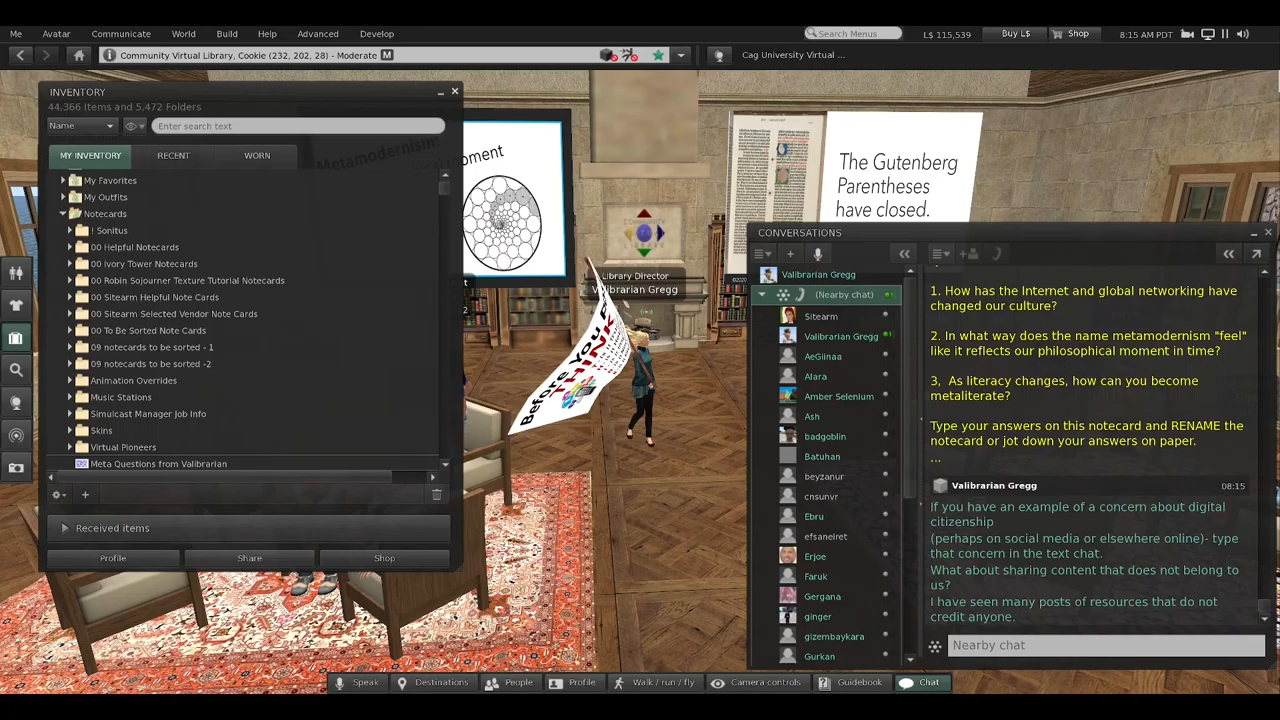 Me Avatar Communicate World Build Help Advanced Develop
Search Menus
L$ 115,539
Buy L$
Shop
8:15 AM PDT
Community Virtual Library, Cookie (232, 202, 28) - Moderate M
Cag University Virtual ...
INVENTORY
44,366 Items and 5,472 Folders
Name
Enter search text
MY INVENTORY RECENT WORN
My Favorites
My Outfits
Notecards
! Sonitus
00 Helpful Notecards
00 Ivory Tower Notecards
00 Robin Sojourner Texture Tutorial Notecards
00 Sitearm Helpful Note Cards
00 Sitearm Selected Vendor Note Cards
00 To Be Sorted Note Cards
09 notecards to be sorted - 1
09 notecards to be sorted -2
Animation Overrides
Music Stations
Simulcast Manager Job Info
Skins
Virtual Pioneers
Meta Questions from Valibrarian
Received items
Profile Share Shop
Metamodernism:
moment
The Gutenberg
Parentheses
have closed.
Library Director
Valibrarian Gregg
Before You
THINK
CONVERSATIONS
Valibrarian Gregg
(Nearby chat)
Sitearm
Valibrarian Gregg
AeGiinaa
Alara
Amber Selenium
Ash
badgoblin
Batuhan
beyzanur
cnsunvr
Ebru
efsaneiret
Erjoe
Faruk
Gergana
ginger
gizembaykara
Gurkan
1. How has the Internet and global networking have
changed our culture?
2. In what way does the name metamodernism "feel"
like it reflects our philosophical moment in time?
3, As literacy changes, how can you become
metaliterate?
Type your answers on this notecard and RENAME the
notecard or jot down your answers on paper.
...
Valibrarian Gregg 08:15
If you have an example of a concern about digital
citizenship
(perhaps on social media or elsewhere online)- type
that concern in the text chat.
What about sharing content that does not belong to
us?
I have seen many posts of resources that do not
credit anyone.
Nearby chat
Speak Destinations People Profile Walk / run / fly Camera controls Guidebook Chat